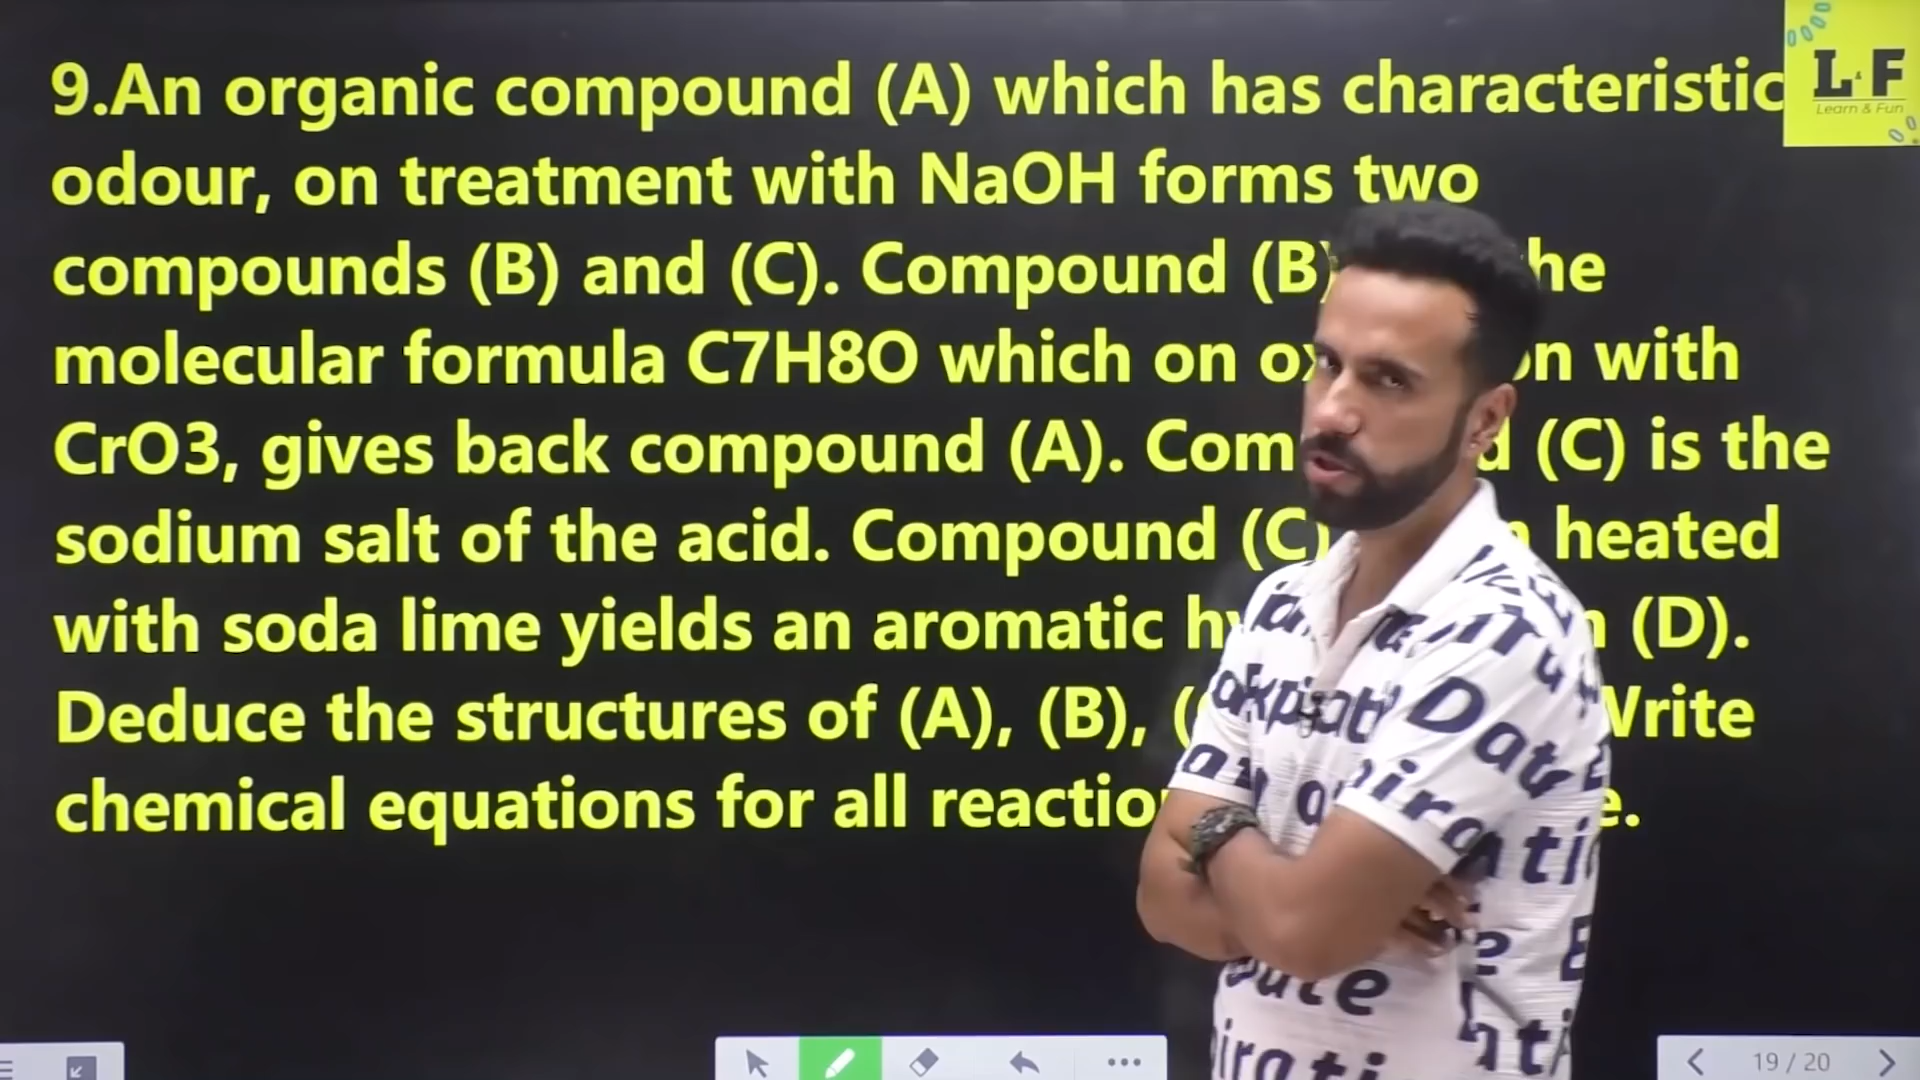 9.An organic compound (A) which has characteristic
odour, on treatment with NaOH forms two
compounds (B) and (C). Compound (B) he
molecular formula C7H8O which on ox n with
CrO3, gives back compound (A). Com d (C) is the
sodium salt of the acid. Compound (C) heated
with soda lime yields an aromatic hy n (D).
Deduce the structures of (A), (B), ( Write
chemical equations for all reactio e.
L&F
Learn & Fun
Date
19 / 20